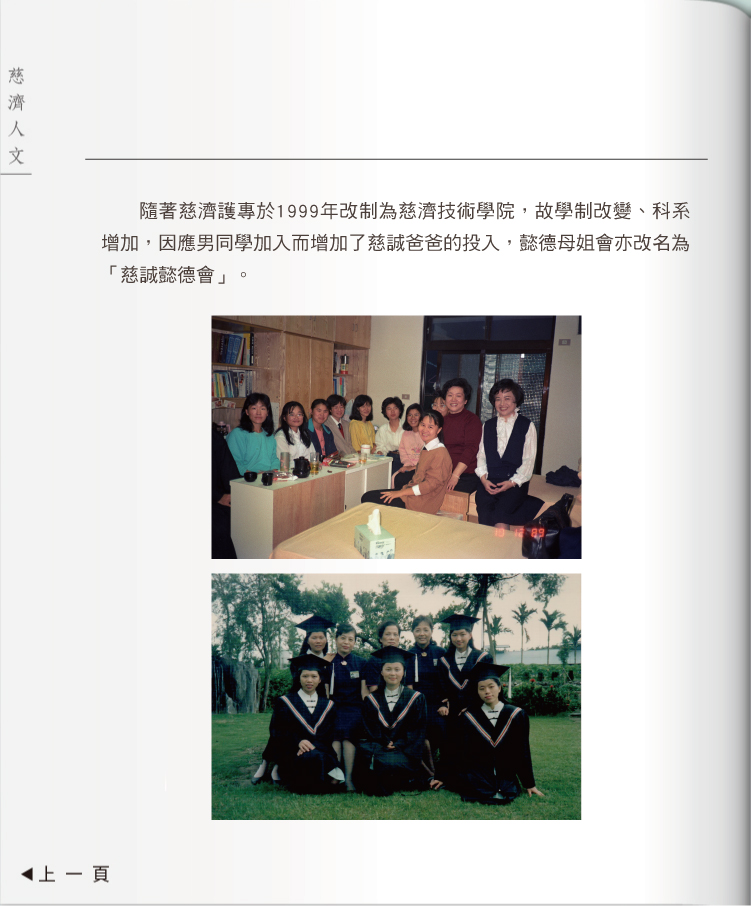 慈濟人文
隨著慈濟護專於1999年改制為慈濟技術學院，故學制改變、科系
增加，因應男同學加入而增加了慈誠爸爸的投入，懿德母姐會亦改名為
「慈誠懿德會」。
10 12 89
◀上一頁